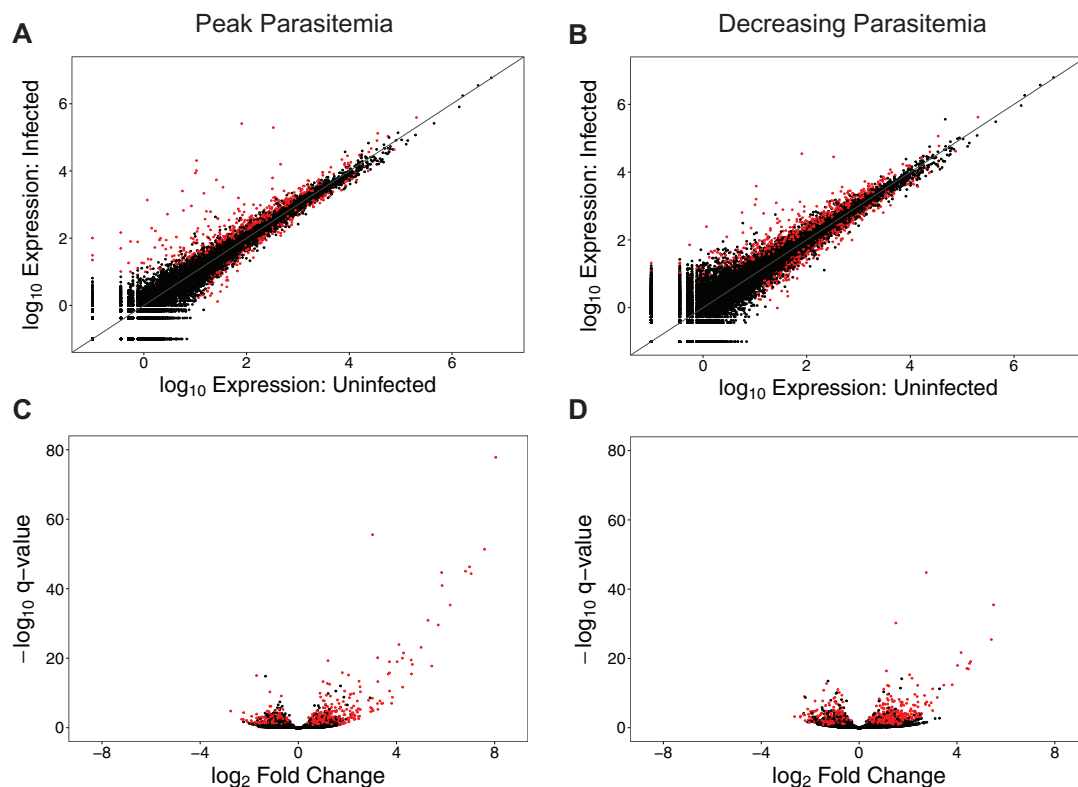 Peak Parasitemia
Decreasing Parasitemia
A
B
log10 Expression: Infected
6
4
2
0
0
2
4
6
log10 Expression: Uninfected
log10 Expression: Infected
6
4
2
0
0
2
4
6
log10 Expression: Uninfected
C
D
−log10 q−value
80
60
40
20
0
−8
−4
0
4
8
log2 Fold Change
−log10 q−value
80
60
40
20
0
−8
−4
0
4
8
log2 Fold Change